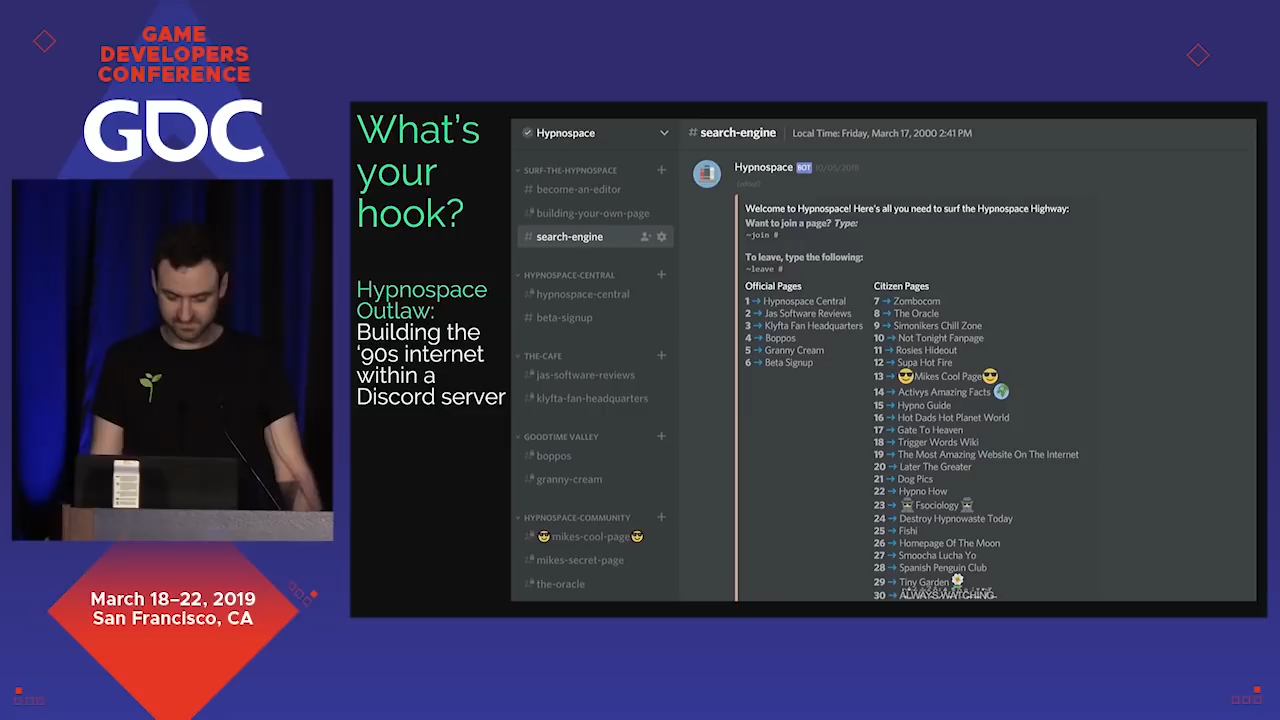 GAME
DEVELOPERS
CONFERENCE
GDC
March 18–22, 2019
San Francisco, CA
What's
your
hook?
Hypnospace
Outlaw:
Building the
'90s internet
within a
Discord server
Hypnospace
SURF-THE-HYPNOSPACE
# become-an-editor
building-your-own-page
# search-engine
HYPNOSPACE-CENTRAL
hypnospace-central
# beta-signup
THE-CAFE
jas-software-reviews
klyfta-fan-headquarters
GOODTIME VALLEY
boppos
granny-cream
HYPNOSPACE-COMMUNITY
😎mikes-cool-page😎
mikes-secret-page
the-oracle
# search-engine Local Time: Friday, March 17, 2000 2:41 PM
Hypnospace BOT 10/05/2018
Welcome to Hypnospace! Here's all you need to surf the Hypnospace Highway:
Want to join a page? Type:
~join #
To leave, type the following:
~leave #
Official Pages
1 → Hypnospace Central
2 → Jas Software Reviews
3 → Klyfta Fan Headquarters
4 → Boppos
5 → Granny Cream
6 → Beta Signup
Citizen Pages
7 → Zombocom
8 → The Oracle
9 → Simonikers Chill Zone
10 → Not Tonight Fanpage
11 → Rosies Hideout
12 → Supa Hot Fire
13 → 😎Mikes Cool Page😎
14 → Activys Amazing Facts 🌍
15 → Hypno Guide
16 → Hot Dads Hot Planet World
17 → Gate To Heaven
18 → Trigger Words Wiki
19 → The Most Amazing Website On The Internet
20 → Later The Greater
21 → Dog Pics
22 → Hypno How
23 → Fsociology
24 → Destroy Hypnowaste Today
25 → Fishi
26 → Homepage Of The Moon
27 → Smoocha Lucha Yo
28 → Spanish Penguin Club
29 → Tiny Garden 🌼
30 → ALWAYS WATCHING